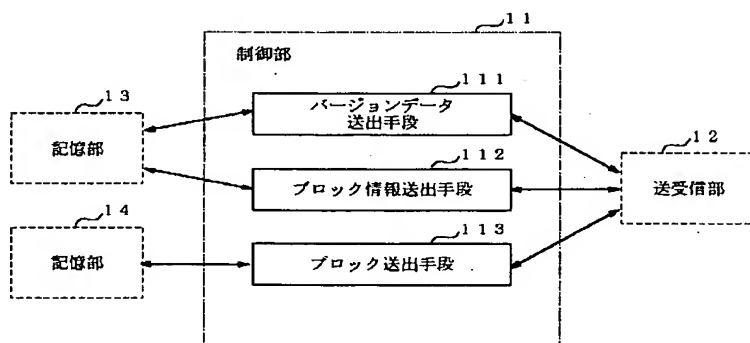 11
制御部
111
バージョンデータ
送出手段
13
記憶部
112
ブロック情報送出手段
12
送受信部
14
記憶部
113
ブロック送出手段